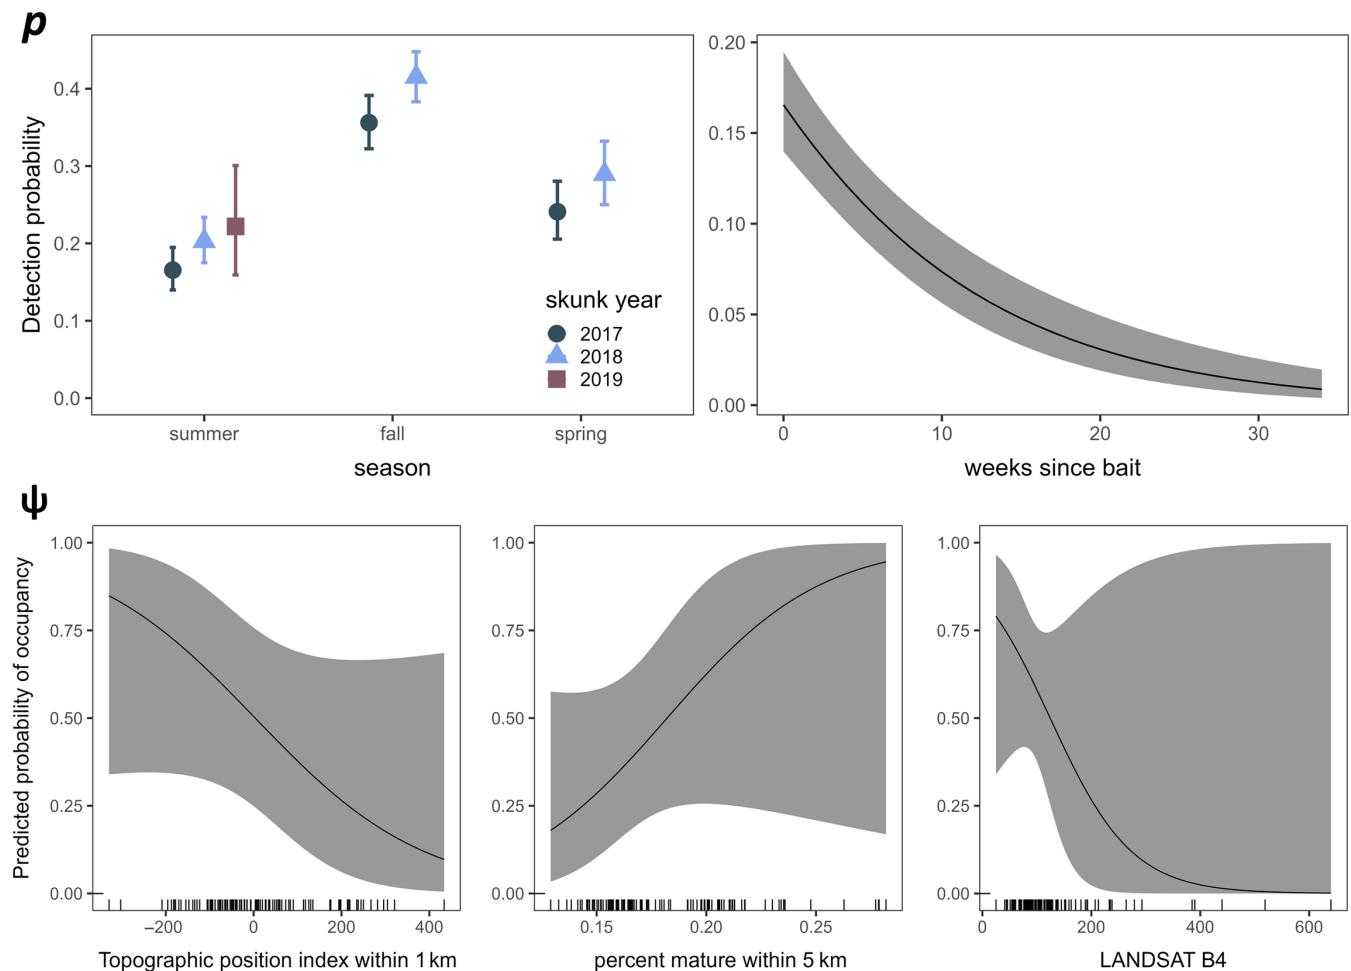 p
Detection probability
0.4
0.3
0.2
0.1
0.0
summer fall spring
season
skunk year
2017
2018
2019
0.20
0.15
0.10
0.05
0.00
0 10 20 30
weeks since bait
ψ
Predicted probability of occupancy
1.00
0.75
0.50
0.25
0.00
−200 0 200 400
Topographic position index within 1 km
1.00
0.75
0.50
0.25
0.00
0.15 0.20 0.25
percent mature within 5 km
1.00
0.75
0.50
0.25
0.00
0 200 400 600
LANDSAT B4